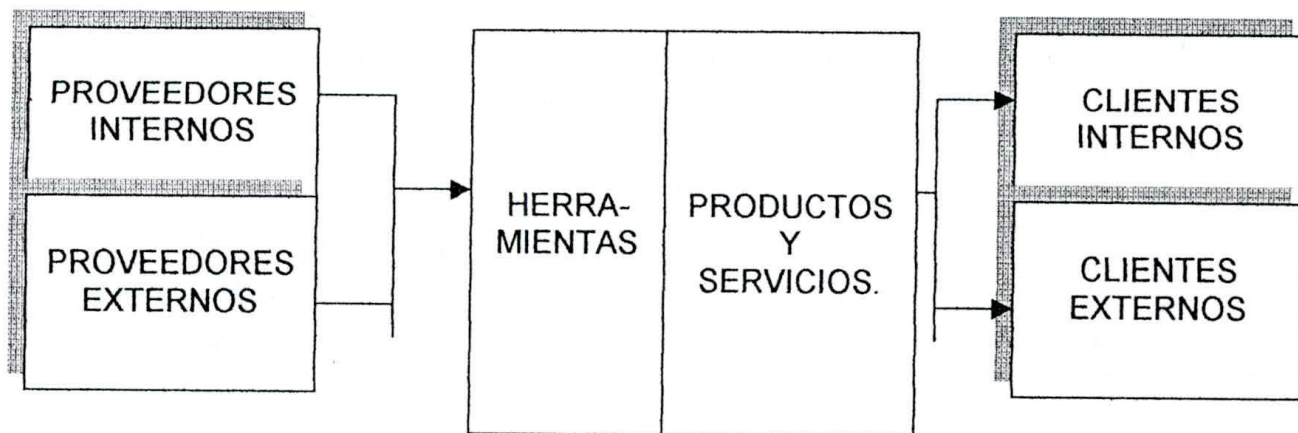 PROVEEDORES
INTERNOS
PROVEEDORES
EXTERNOS
HERRA-
MIENTAS
PRODUCTOS
Y
SERVICIOS.
CLIENTES
INTERNOS
CLIENTES
EXTERNOS